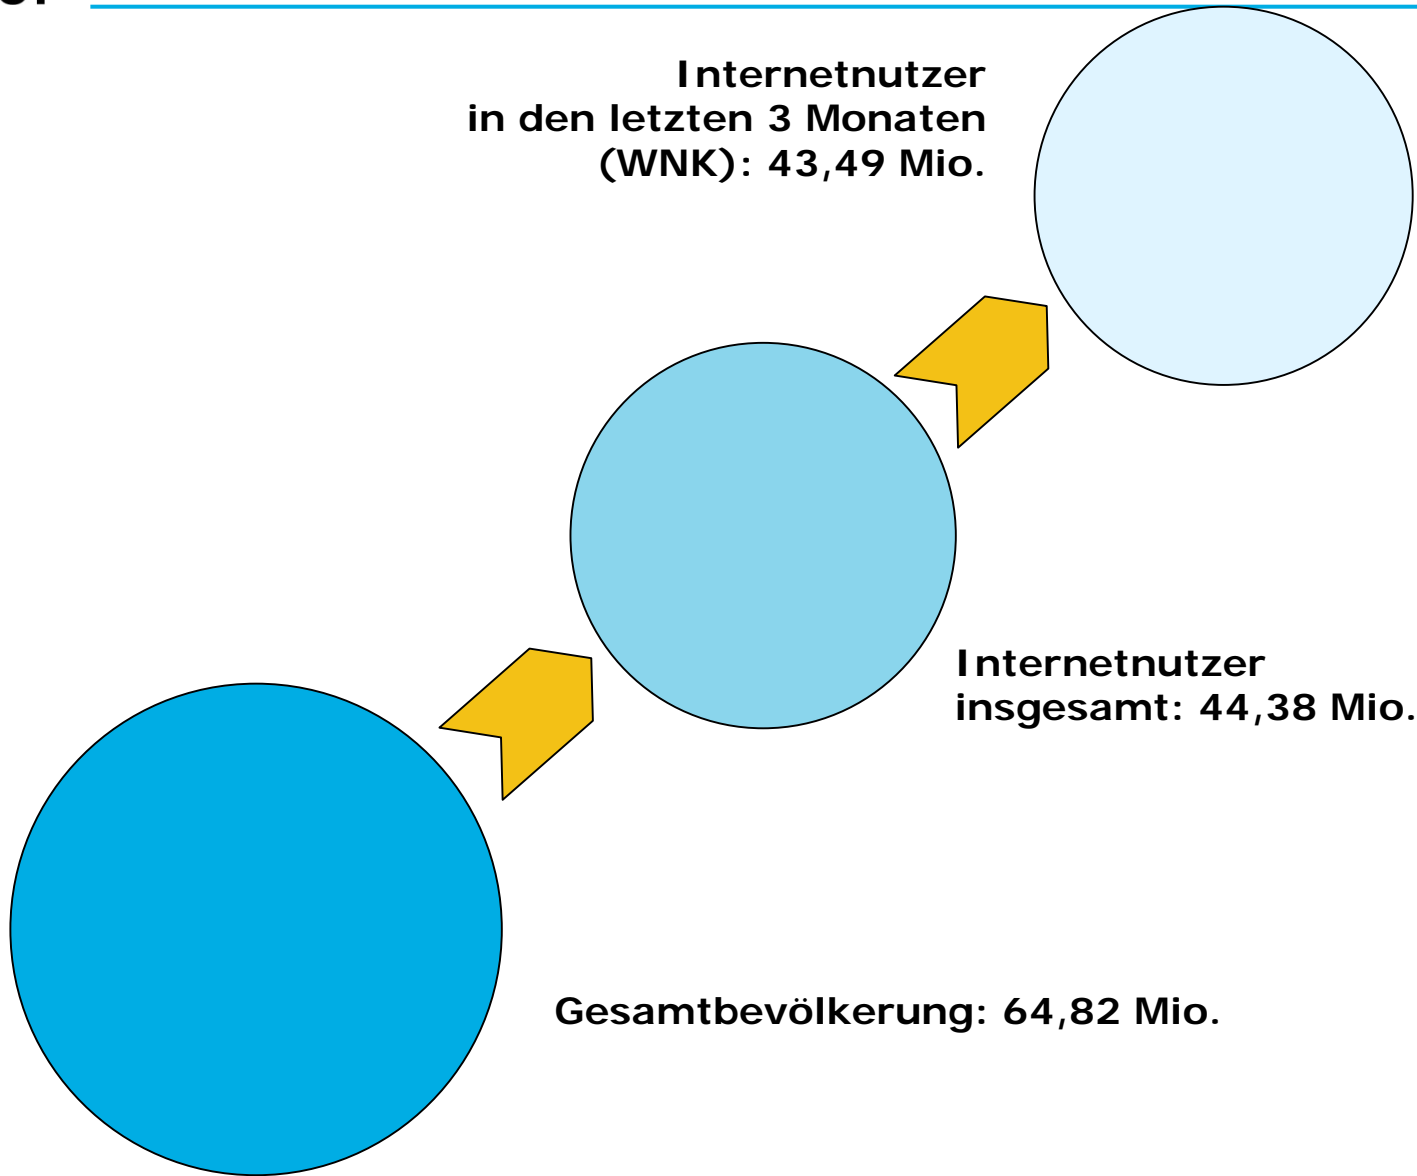 Internetnutzer
in den letzten 3 Monaten
(WNK): 43,49 Mio.
Internetnutzer
insgesamt: 44,38 Mio.
Gesamtbevölkerung: 64,82 Mio.